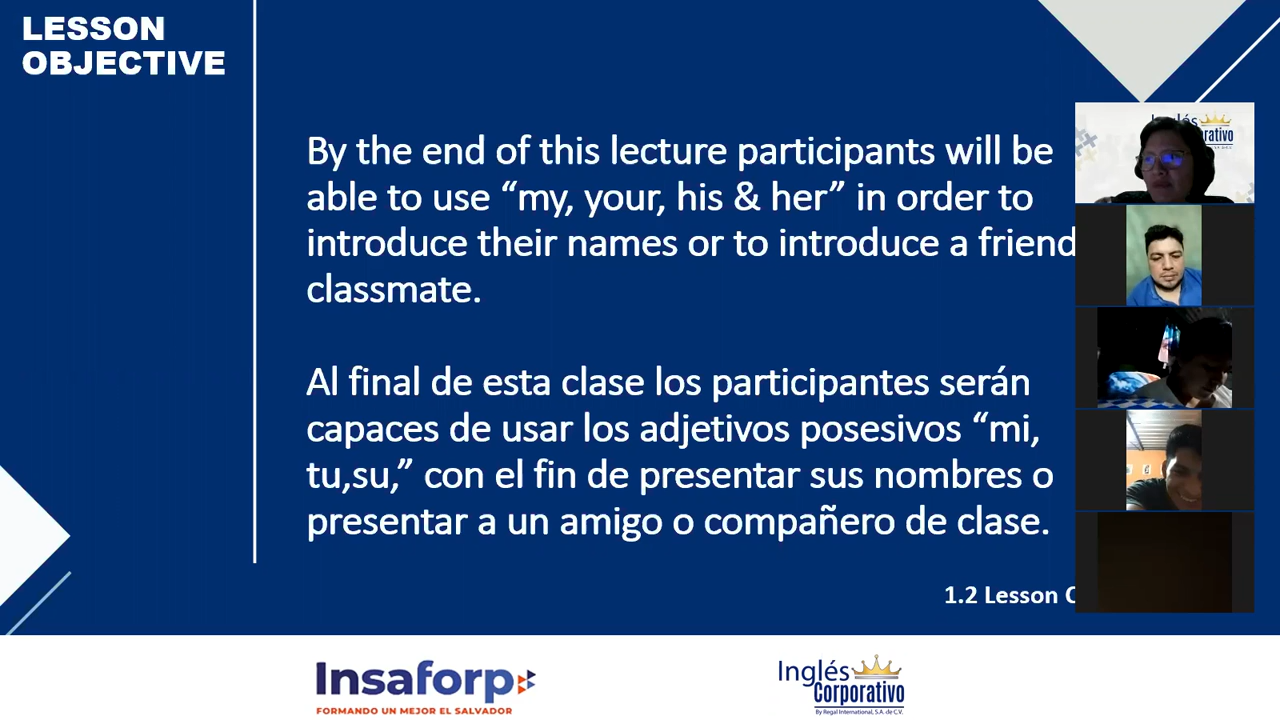 LESSON
OBJECTIVE
By the end of this lecture participants will be
able to use “my, your, his & her” in order to
introduce their names or to introduce a friend
classmate.
Al final de esta clase los participantes serán
capaces de usar los adjetivos posesivos “mi,
tu,su,” con el fin de presentar sus nombres o
presentar a un amigo o compañero de clase.
1.2 Lesson
Insaforp
FORMANDO UN MEJOR EL SALVADOR
Inglés
Corporativo
By Regal International, S.A. de C.V.